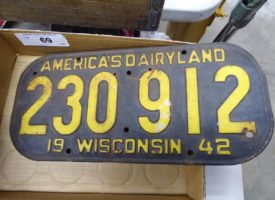 69
AMERICA'S DAIRYLAND
230 912
19 WISCONSIN 42